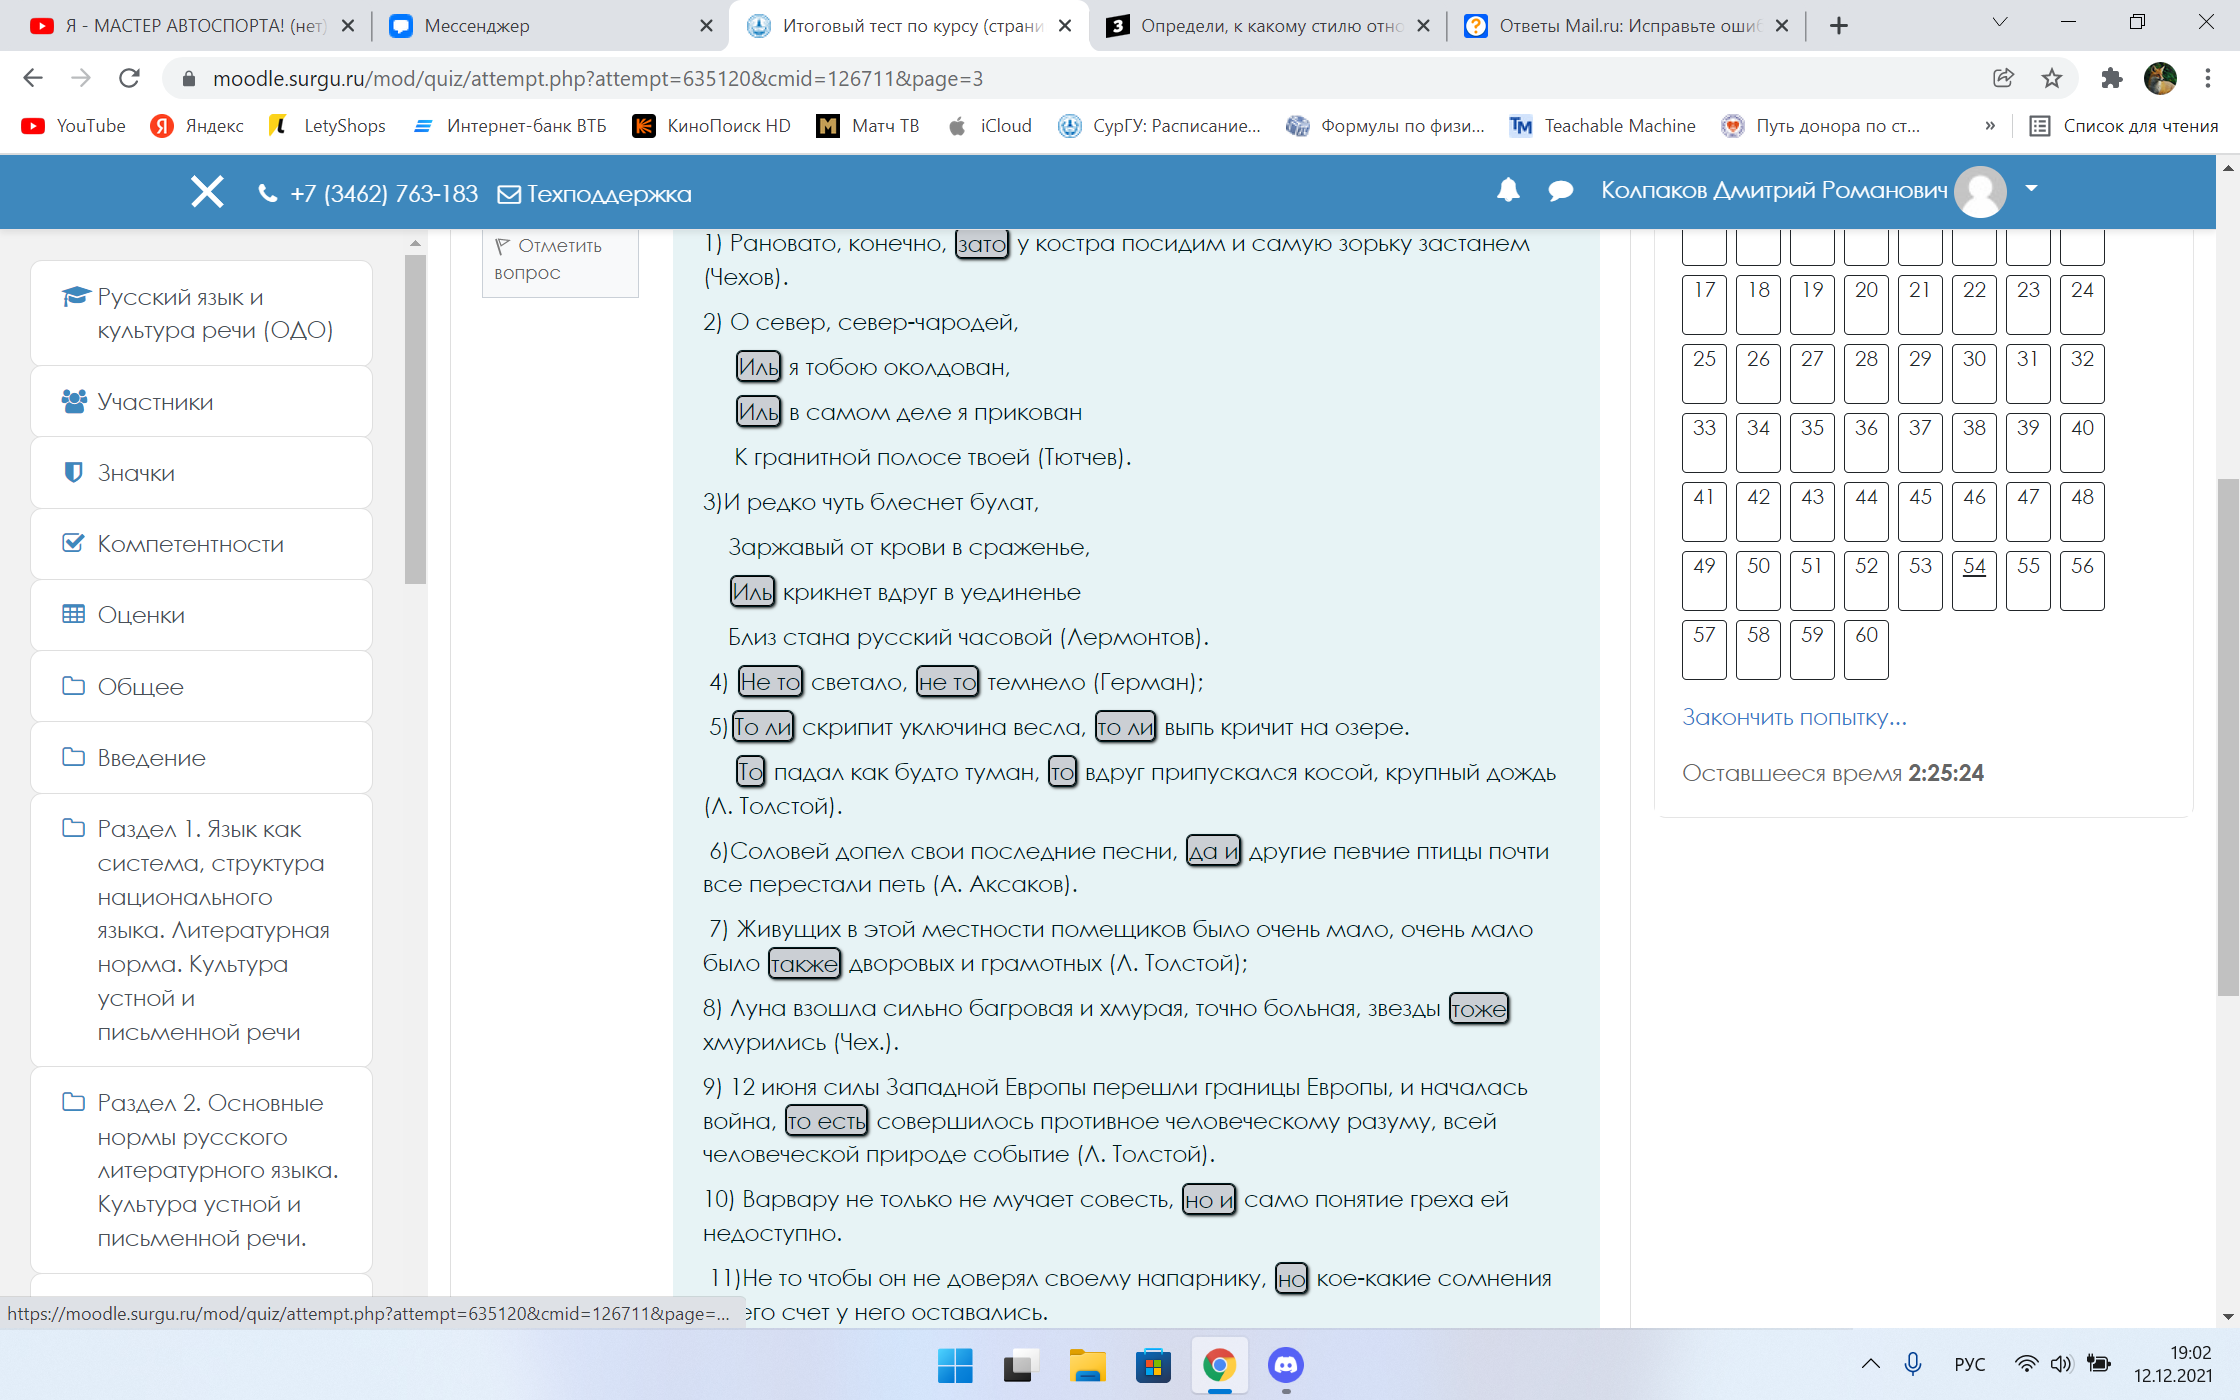 Я - МАСТЕР АВТОСПОРТА! (нет)
Мессенджер
Итоговый тест по курсу (страни
Определи, к какому стилю отно
Ответы Mail.ru: Исправьте ошиб
moodle.surgu.ru/mod/quiz/attempt.php?attempt=635120&cmid=126711&page=3
YouTube
Яндекс
LetyShops
Интернет-банк ВТБ
КиноПоиск HD
Матч ТВ
iCloud
СурГУ: Расписание...
Формулы по физи...
Teachable Machine
Путь донора по ст...
»
Список для чтения
+7 (3462) 763-183
Техподдержка
Колпаков Дмитрий Романович
Русский язык и
культура речи (ОДО)
Участники
Значки
Компетентности
Оценки
Общее
Введение
Раздел 1. Язык как
система, структура
национального
языка. Литературная
норма. Культура
устной и
письменной речи
Раздел 2. Основные
нормы русского
литературного языка.
Культура устной и
письменной речи.
Отметить
вопрос
1) Рановато, конечно, зато у костра посидим и самую зорьку застанем
(Чехов).
2) О север, север-чародей,
Иль я тобою околдован,
Иль в самом деле я прикован
К гранитной полосе твоей (Тютчев).
3)И редко чуть блеснет булат,
Заржавый от крови в сраженье,
Иль крикнет вдруг в уединенье
Близ стана русский часовой (Лермонтов).
4) Не то светало, не то темнело (Герман);
5)То ли скрипит уключина весла, то ли выпь кричит на озере.
То падал как будто туман, то вдруг припускался косой, крупный дождь
(Л. Толстой).
6)Соловей допел свои последние песни, да и другие певчие птицы почти
все перестали петь (А. Аксаков).
7) Живущих в этой местности помещиков было очень мало, очень мало
было также дворовых и грамотных (Л. Толстой);
8) Луна взошла сильно багровая и хмурая, точно больная, звезды тоже
хмурились (Чех.).
9) 12 июня силы Западной Европы перешли границы Европы, и началась
война, то есть совершилось противное человеческому разуму, всей
человеческой природе событие (Л. Толстой).
10) Варвару не только не мучает совесть, но и само понятие греха ей
недоступно.
11)Не то чтобы он не доверял своему напарнику, но кое-какие сомнения
его счет у него оставались.
17 18 19 20 21 22 23 24
25 26 27 28 29 30 31 32
33 34 35 36 37 38 39 40
41 42 43 44 45 46 47 48
49 50 51 52 53 54 55 56
57 58 59 60
Закончить попытку...
Оставшееся время 2:25:24
https://moodle.surgu.ru/mod/quiz/attempt.php?attempt=635120&cmid=126711&page=...
РУС
19:02
12.12.2021